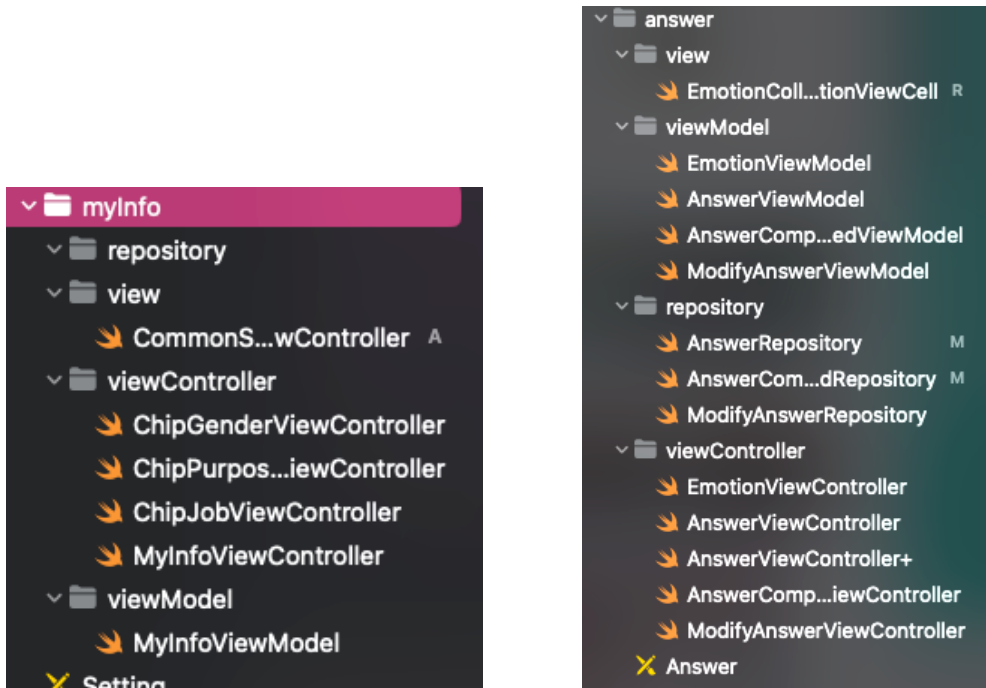 myInfo
repository
view
CommonS...wController A
viewController
ChipGenderViewController
ChipPurpos...iewController
ChipJobViewController
MyInfoViewController
viewModel
MyInfoViewModel
Setting
answer
view
EmotionColl...tionViewCell R
viewModel
EmotionViewModel
AnswerViewModel
AnswerComp...edViewModel
ModifyAnswerViewModel
repository
AnswerRepository M
AnswerCom...dRepository M
ModifyAnswerRepository
viewController
EmotionViewController
AnswerViewController
AnswerViewController+
AnswerComp...iewController
ModifyAnswerViewController
Answer